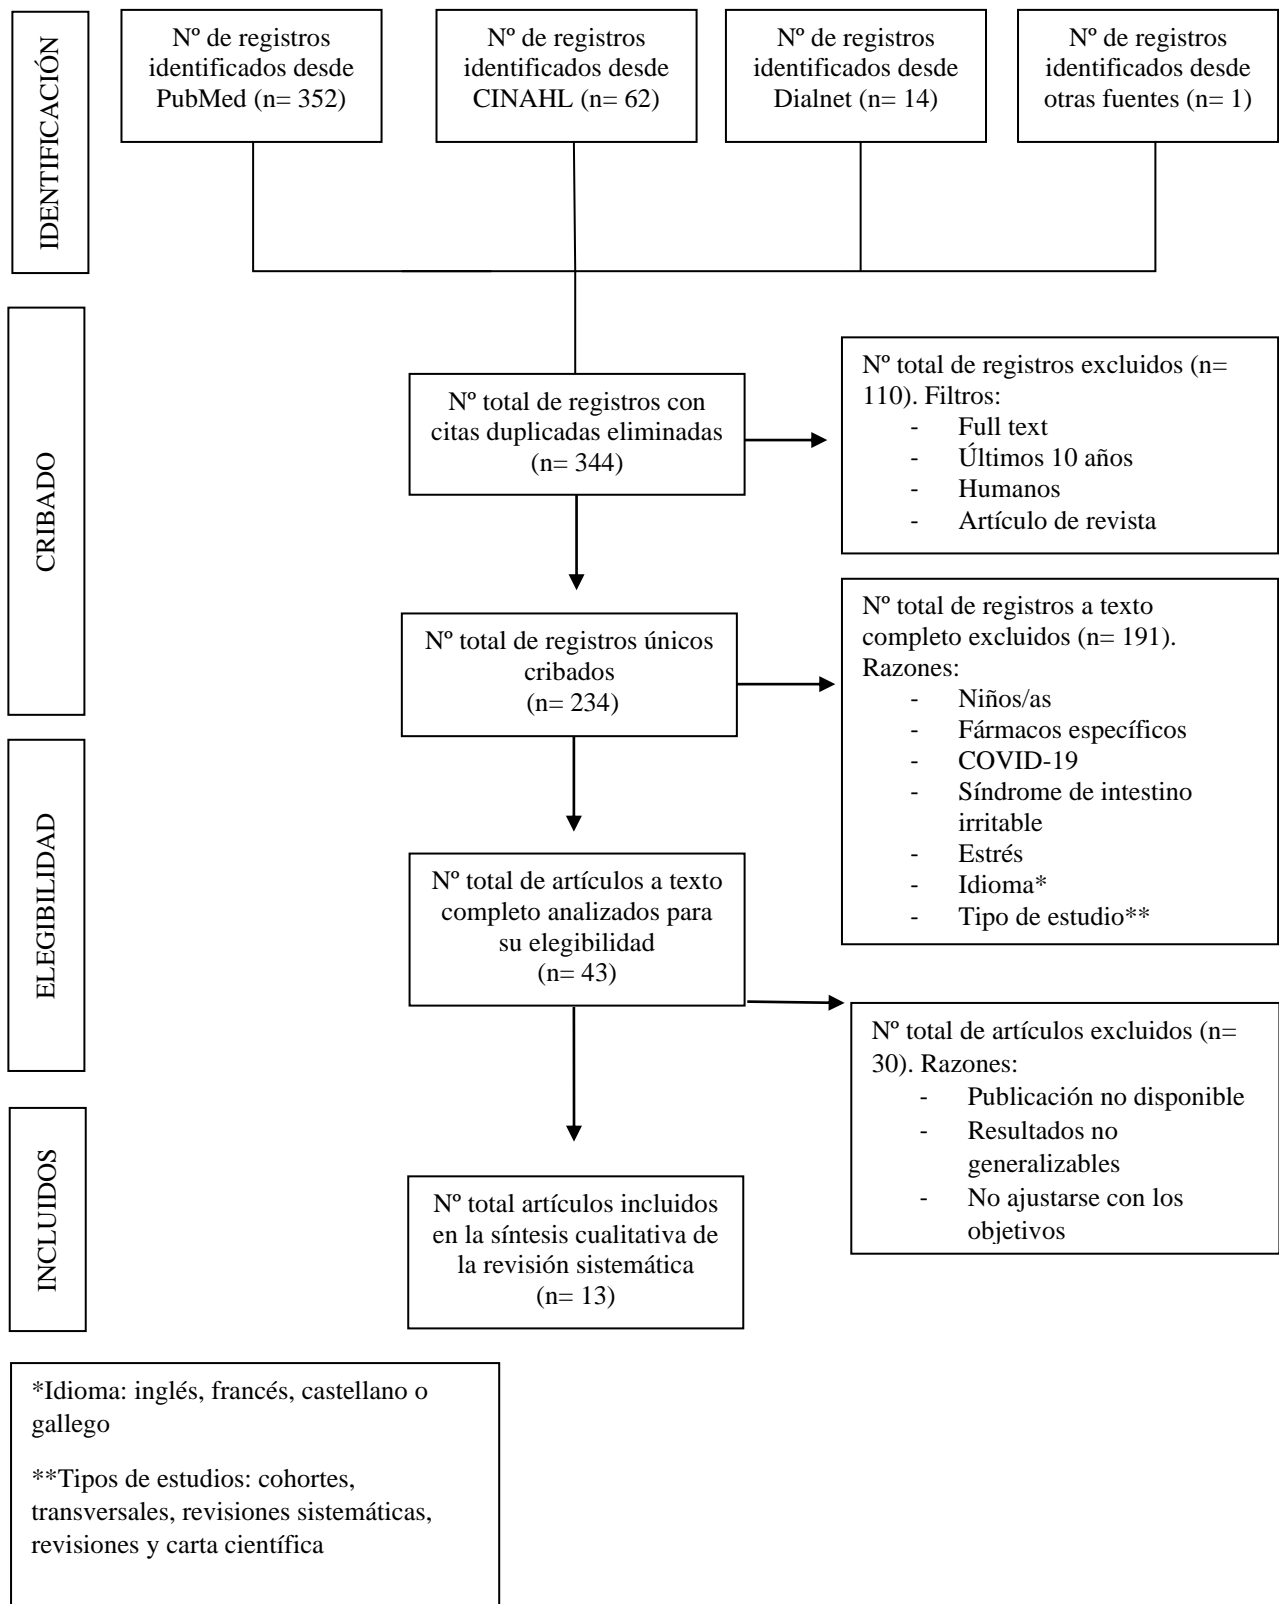 IDENTIFICACIÓN
Nº de registros
identificados desde
PubMed (n= 352)
Nº de registros
identificados desde
CINAHL (n= 62)
Nº de registros
identificados desde
Dialnet (n= 14)
Nº de registros
identificados desde
otras fuentes (n= 1)
CRIBADO
Nº total de registros con
citas duplicadas eliminadas
(n= 344)
Nº total de registros excluidos (n=
110). Filtros:
- Full text
- Últimos 10 años
- Humanos
- Artículo de revista
Nº total de registros únicos
cribados
(n= 234)
Nº total de registros a texto
completo excluidos (n= 191).
Razones:
- Niños/as
- Fármacos específicos
- COVID-19
- Síndrome de intestino
irritable
- Estrés
- Idioma*
- Tipo de estudio**
ELEGIBILIDAD
Nº total de artículos a texto
completo analizados para
su elegibilidad
(n= 43)
Nº total de artículos excluidos (n=
30). Razones:
- Publicación no disponible
- Resultados no
generalizables
- No ajustarse con los
objetivos
INCLUIDOS
Nº total artículos incluidos
en la síntesis cualitativa de
la revisión sistemática
(n= 13)
*Idioma: inglés, francés, castellano o
gallego
**Tipos de estudios: cohortes,
transversales, revisiones sistemáticas,
revisiones y carta científica